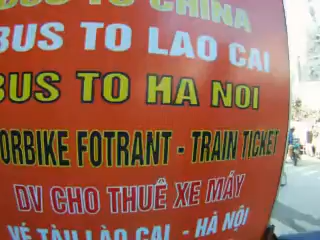 BUS TO CHINA
BUS TO LAO CAI
BUS TO HA NOI
ORBIKE FOTRANT - TRAIN TICKET
DV CHO THUÊ XE MÁY
VÉ TÀU LÀO CAI - HÀ NỘI